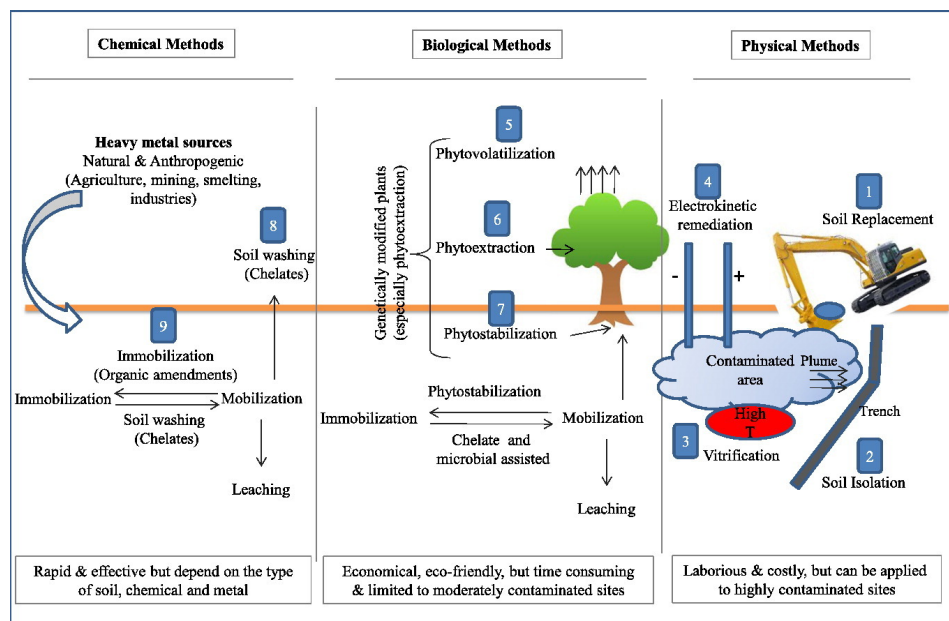 Chemical Methods
Heavy metal sources
Natural & Anthropogenic
(Agriculture, mining, smelting,
industries)
8
Soil washing
(Chelates)
9
Immobilization
(Organic amendments)
Immobilization
Mobilization
Soil washing
(Chelates)
Leaching
Rapid & effective but depend on the type
of soil, chemical and metal
Biological Methods
Genetically modified plants
(especially phytoextraction)
5
Phytovolatilization
6
Phytoextraction
7
Phytostabilization
Phytostabilization
Immobilization
Mobilization
Chelate and
microbial assisted
Leaching
Economical, eco-friendly, but time consuming
& limited to moderately contaminated sites
Physical Methods
4
Electrokinetic
remediation
1
Soil Replacement
- +
Contaminated
area
Plume
High
T
3
Vitrification
Trench
2
Soil Isolation
Laborious & costly, but can be applied
to highly contaminated sites